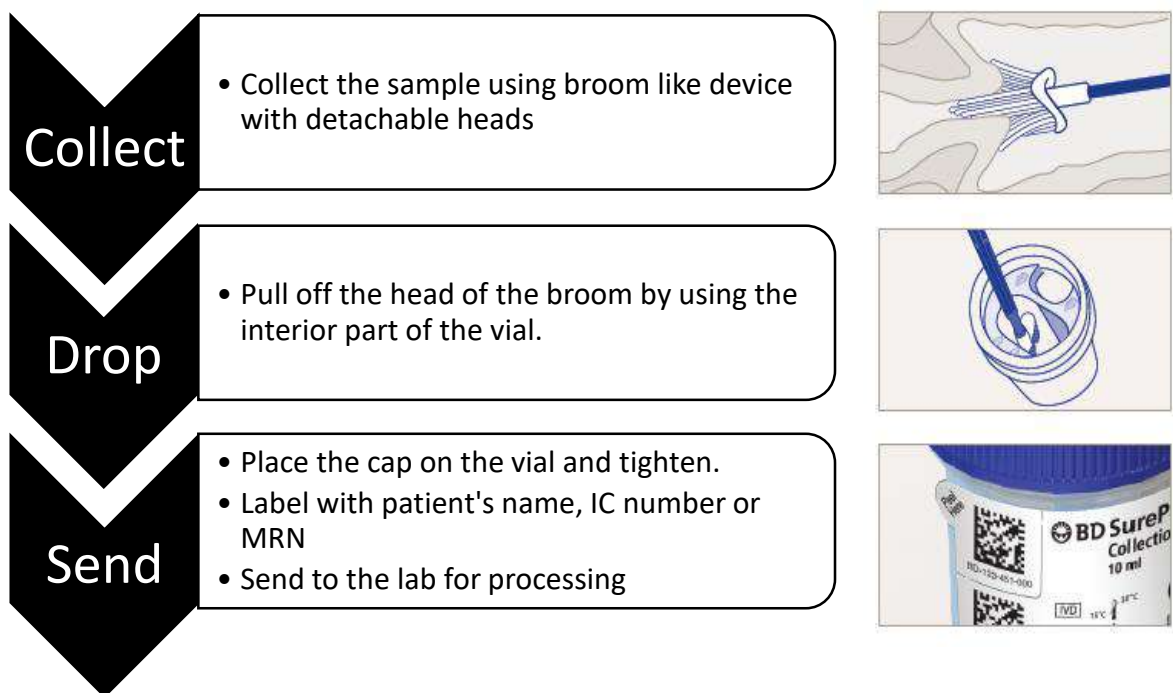 Collect
• Collect the sample using broom like device
with detachable heads
Drop
• Pull off the head of the broom by using the
interior part of the vial.
Send
• Place the cap on the vial and tighten.
• Label with patient's name, IC number or
MRN
• Send to the lab for processing
BD SureP
Collectio
10 ml
IVD
15°C
30°C